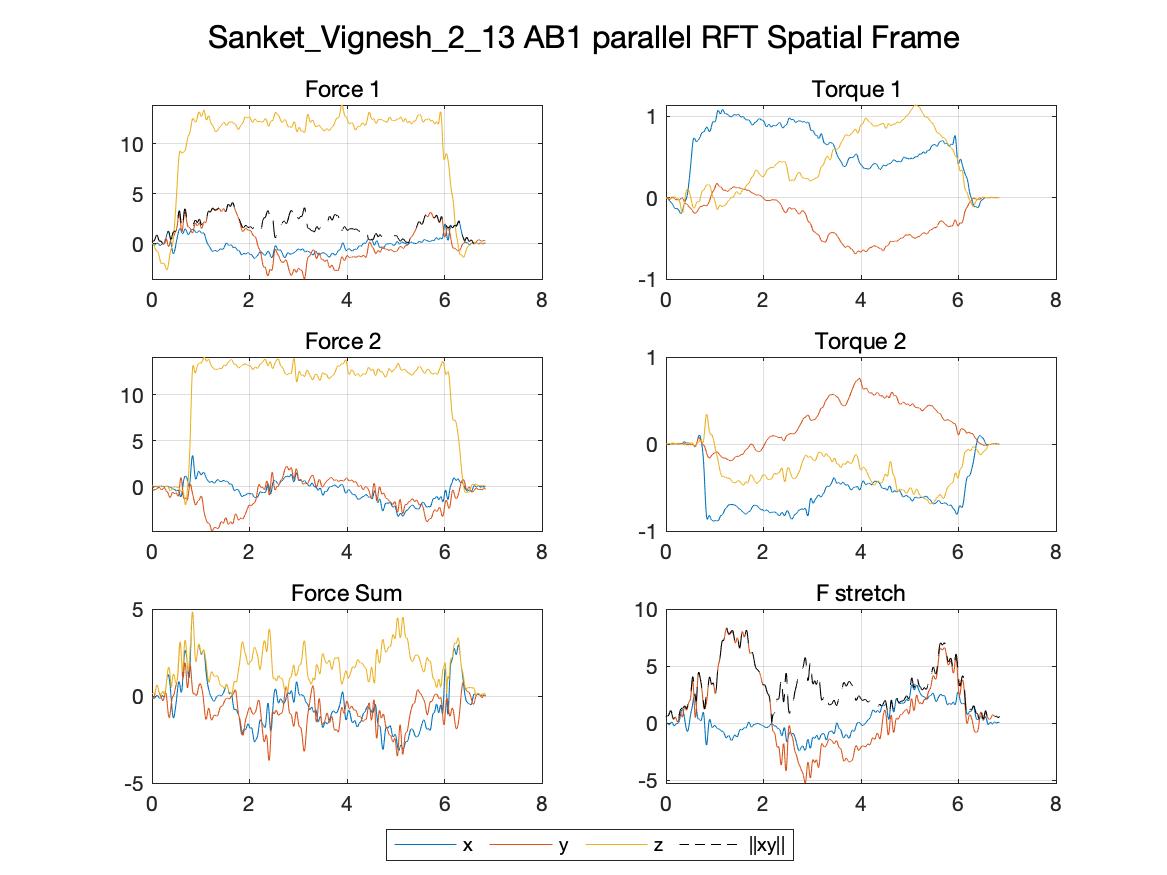 Sanket_Vignesh_2_13 AB1 parallel RFT Spatial Frame
Force 1
10
5
0
0 2 4 6 8
Torque 1
1
0
-1
0 2 4 6 8
Force 2
10
5
0
0 2 4 6 8
Torque 2
1
0
-1
0 2 4 6 8
Force Sum
5
0
-5
0 2 4 6 8
F stretch
10
5
0
-5
0 2 4 6 8
x y z ||xy||